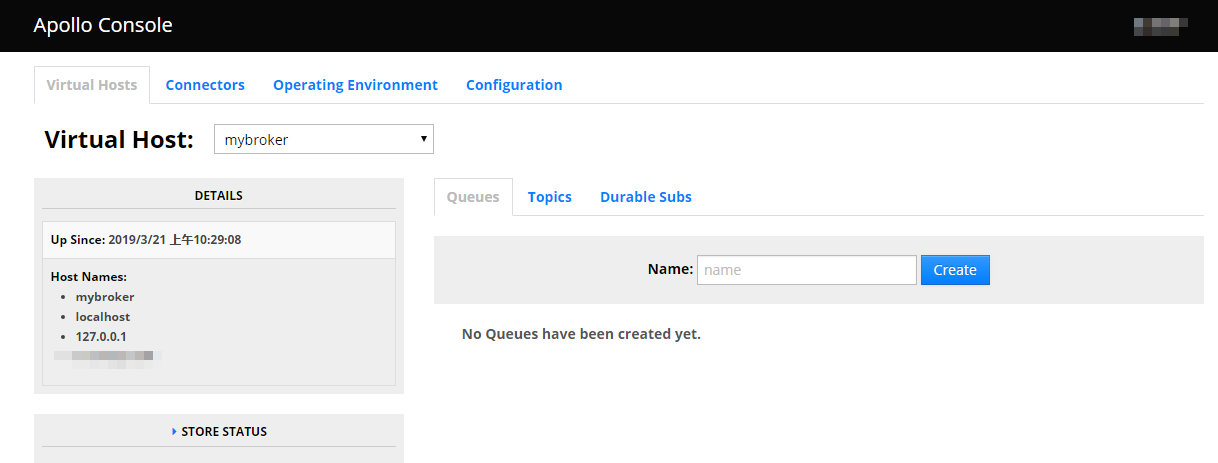 Apollo Console
Virtual Hosts Connectors Operating Environment Configuration
Virtual Host: mybroker
DETAILS
Up Since: 2019/3/21 上午10:29:08
Host Names:
mybroker
localhost
127.0.0.1
STORE STATUS
Queues Topics Durable Subs
Name: name Create
No Queues have been created yet.